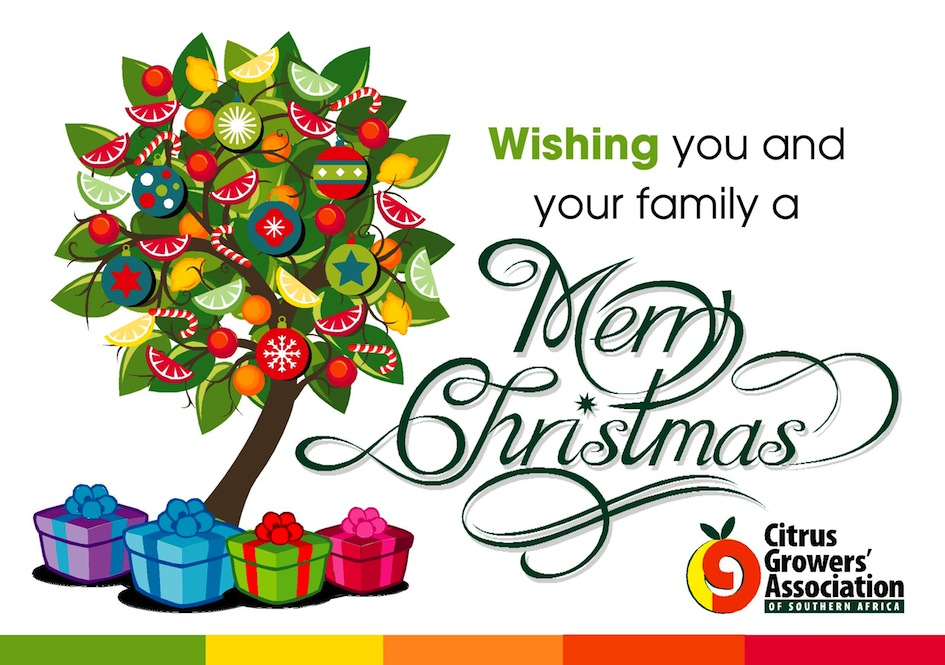 Wishing you and
your family a
Merry
Christmas
Citrus
Growers'
Association
OF SOUTHERN AFRICA